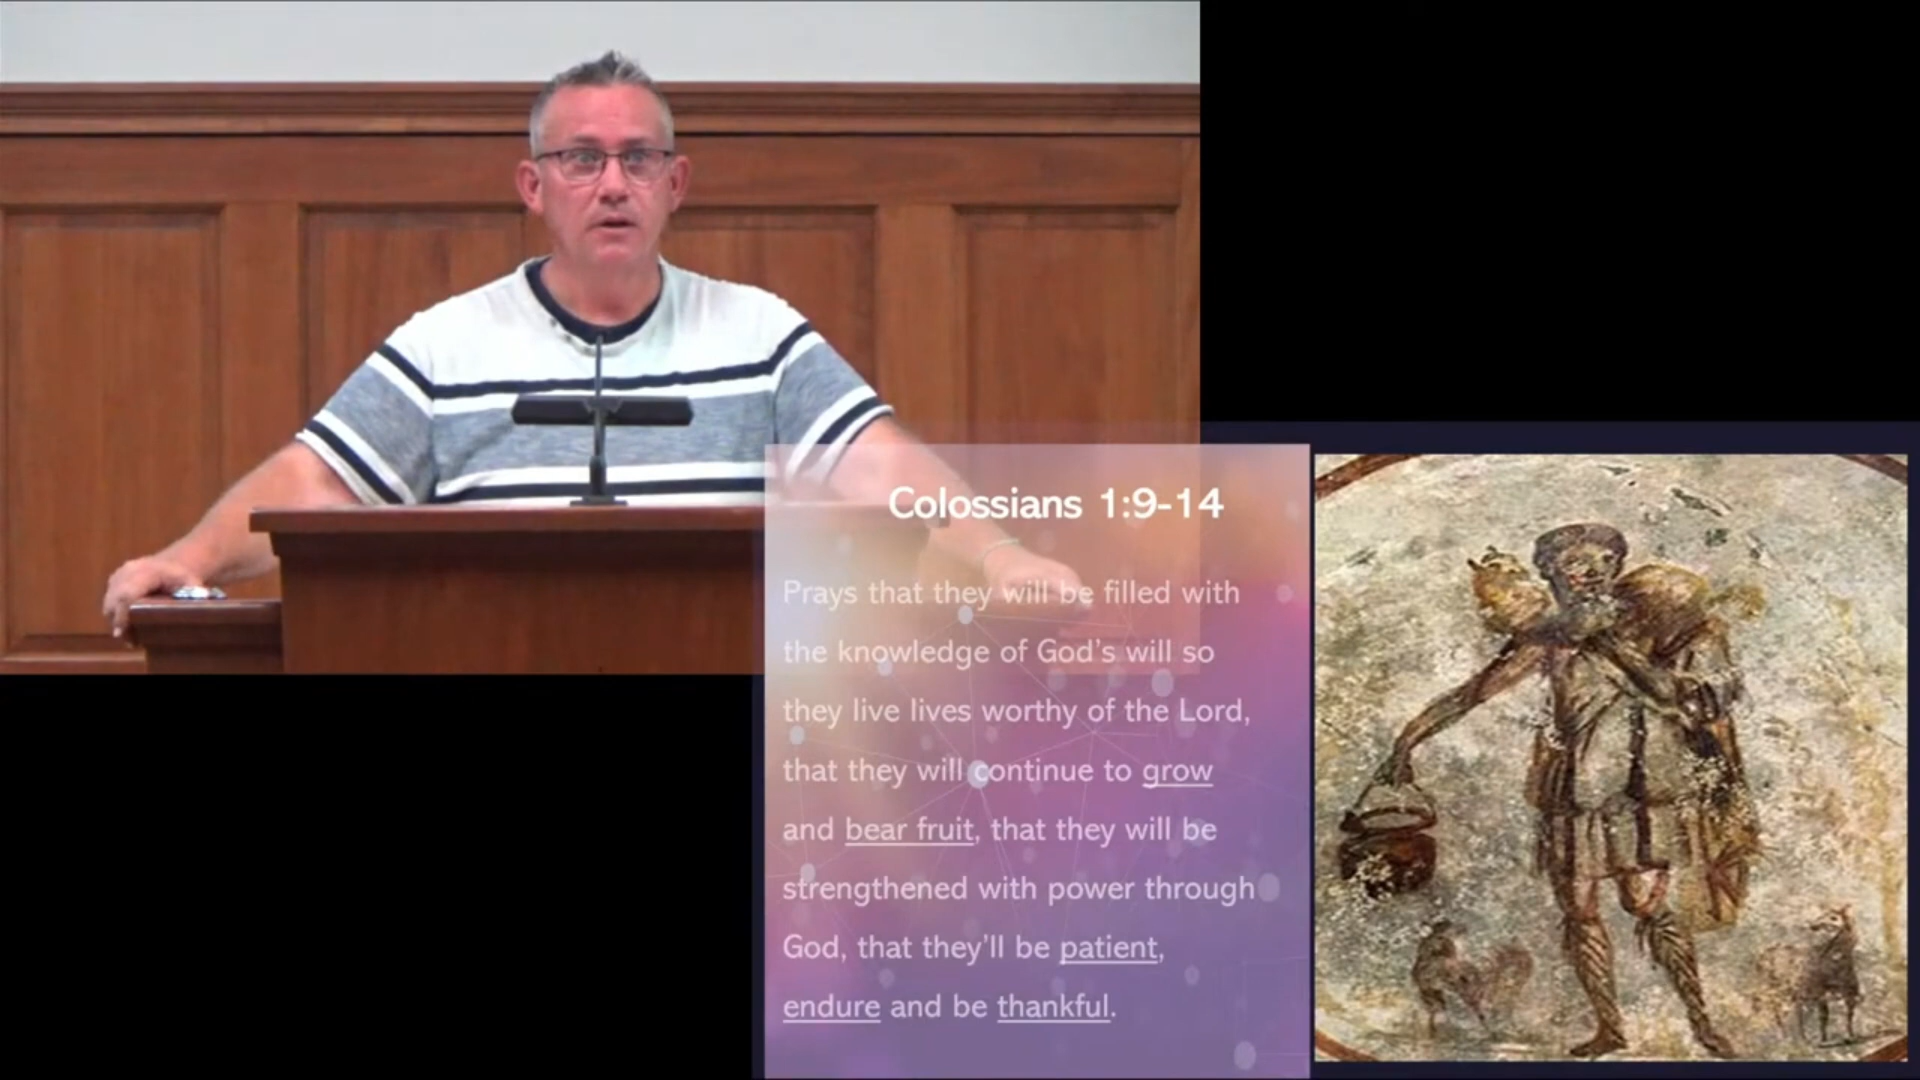 Colossians 1:9-14
Prays that they will be filled with
the knowledge of God's will so
they live lives worthy of the Lord,
that they will continue to grow
and bear fruit, that they will be
strengthened with power through
God, that they'll be patient,
endure and be thankful.